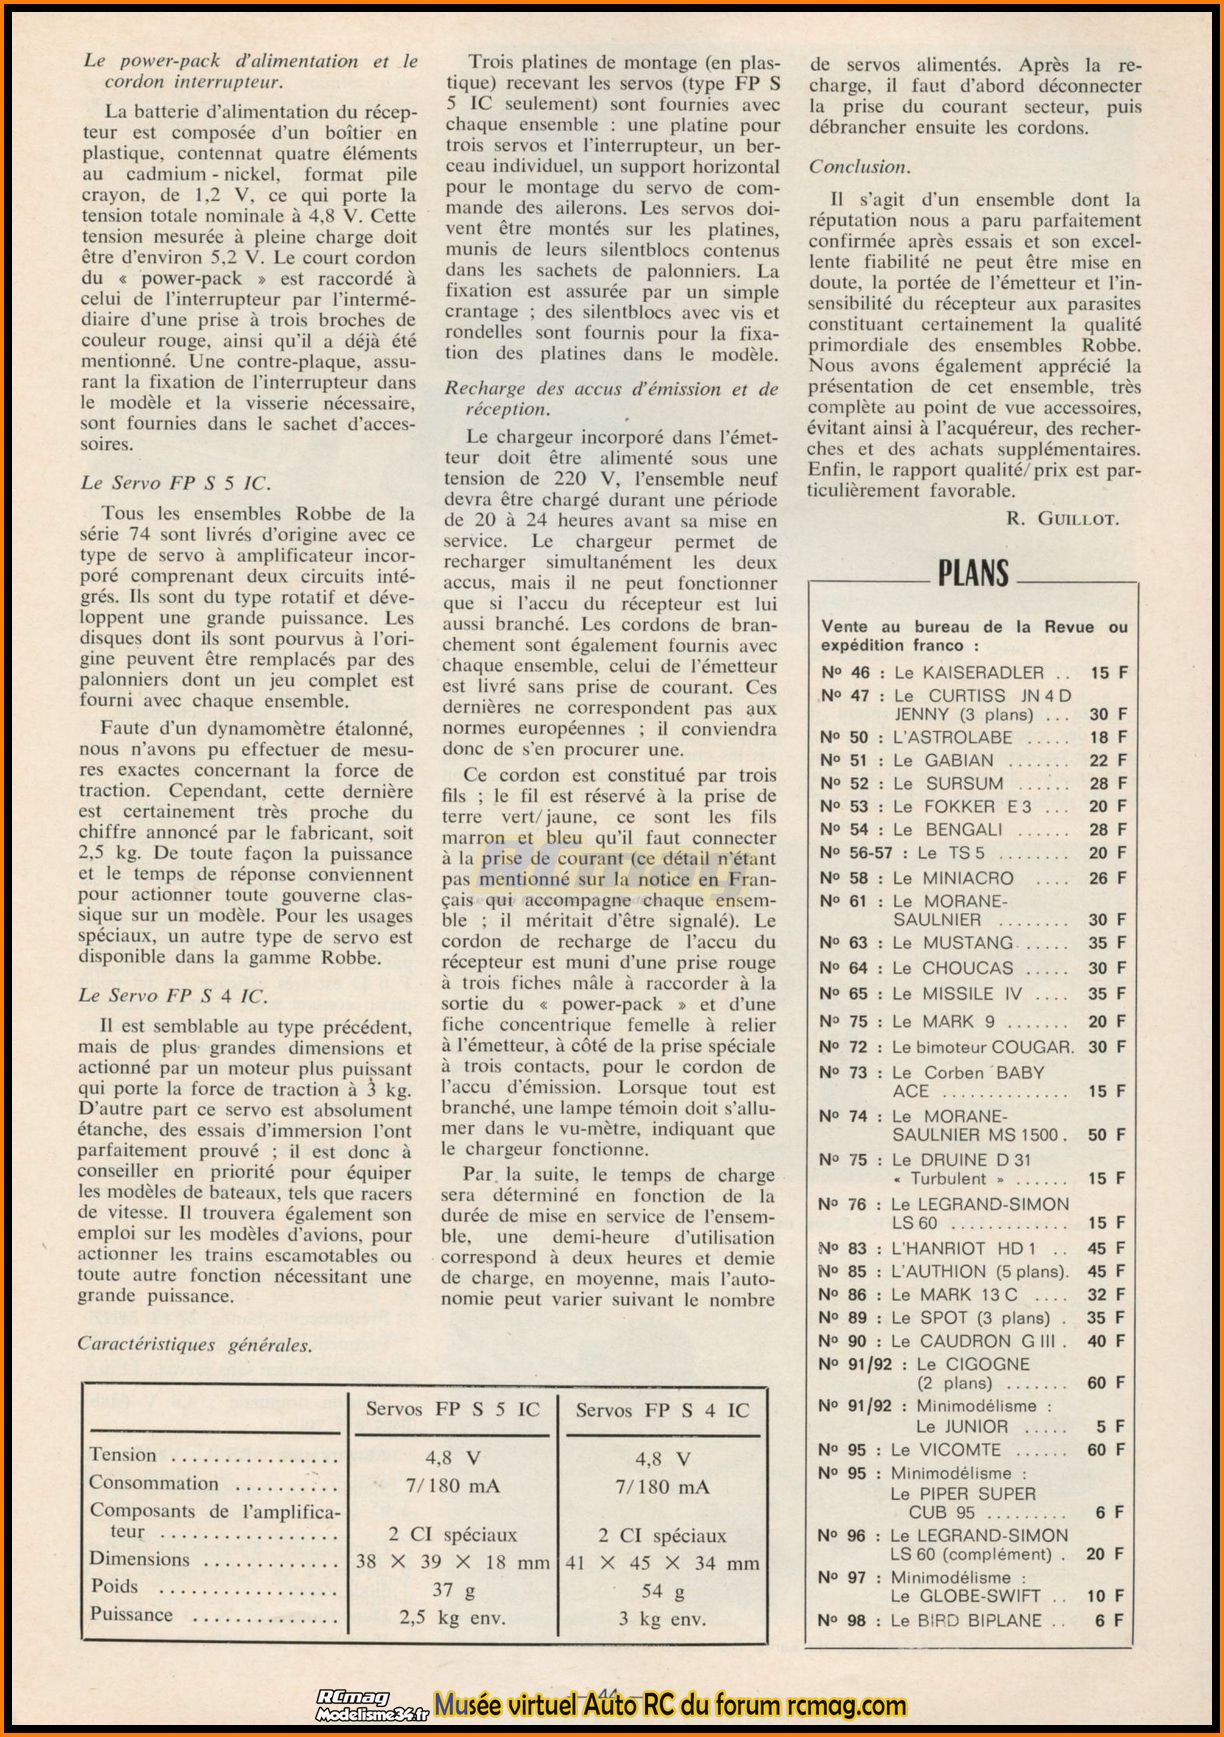 Le power-pack d'alimentation et le
cordon interrupteur.
La batterie d'alimentation du récep-
teur est composée d'un boîtier en
plastique, contennat quatre éléments
au cadmium - nickel, format pile
crayon, de 1,2 V, ce qui porte la
tension totale nominale à 4,8 V. Cette
tension mesurée à pleine charge doit
être d'environ 5,2 V. Le court cordon
du « power-pack » est raccordé à
celui de l'interrupteur par l'intermé-
diaire d'une prise à trois broches de
couleur rouge, ainsi qu'il a déjà été
mentionné. Une contre-plaque, assu-
rant la fixation de l'interrupteur dans
le modèle et la visserie nécessaire,
sont fournies dans le sachet d'acces-
soires.
Le Servo FP S 5 IC.
Tous les ensembles Robbe de la
série 74 sont livrés d'origine avec ce
type de servo à amplificateur incor-
poré comprenant deux circuits inté-
grés. Ils sont du type rotatif et déve-
loppent une grande puissance. Les
disques dont ils sont pourvus à l'ori-
gine peuvent être remplacés par des
palonniers dont un jeu complet est
fourni avec chaque ensemble.
Faute d'un dynamomètre étalonné,
nous n'avons pu effectuer de mesu-
res exactes concernant la force de
traction. Cependant, cette dernière
est certainement très proche du
chiffre annoncé par le fabricant, soit
2,5 kg. De toute façon la puissance
et le temps de réponse conviennent
pour actionner toute gouverne clas-
sique sur un modèle. Pour les usages
spéciaux, un autre type de servo est
disponible dans la gamme Robbe.
Le Servo FP S 4 IC.
Il est semblable au type précédent,
mais de plus grandes dimensions et
actionné par un moteur plus puissant
qui porte la force de traction à 3 kg.
D'autre part ce servo est absolument
étanche, des essais d'immersion l'ont
parfaitement prouvé ; il est donc à
conseiller en priorité pour équiper
les modèles de bateaux, tels que racers
de vitesse. Il trouvera également son
emploi sur les modèles d'avions, pour
actionner les trains escamotables ou
toute autre fonction nécessitant une
grande puissance.
Trois platines de montage (en plas-
tique) recevant les servos (type FP S
5 IC seulement) sont fournies avec
chaque ensemble : une platine pour
trois servos et l'interrupteur, un ber-
ceau individuel, un support horizontal
pour le montage du servo de com-
mande des ailerons. Les servos doi-
vent être montés sur les platines,
munis de leurs silentblocs contenus
dans les sachets de palonniers. La
fixation est assurée par un simple
crantage ; des silentblocs avec vis et
rondelles sont fournis pour la fixa-
tion des platines dans le modèle.
Recharge des accus d'émission et de
réception.
Le chargeur incorporé dans l'émet-
teur doit être alimenté sous une
tension de 220 V, l'ensemble neuf
devra être chargé durant une période
de 20 à 24 heures avant sa mise en
service. Le chargeur permet de
recharger simultanément les deux
accus, mais il ne peut fonctionner
que si l'accu du récepteur est lui
aussi branché. Les cordons de bran-
chement sont également fournis avec
chaque ensemble, celui de l'émetteur
est livré sans prise de courant. Ces
dernières ne correspondent pas aux
normes européennes ; il conviendra
donc de s'en procurer une.
Ce cordon est constitué par trois
fils ; le fil est réservé à la prise de
terre vert/jaune, ce sont les fils
marron et bleu qu'il faut connecter
à la prise de courant (ce détail n'étant
pas mentionné sur la notice en Fran-
çais qui accompagne chaque ensem-
ble ; il méritait d'être signalé). Le
cordon de recharge de l'accu du
récepteur est muni d'une prise rouge
à trois fiches mâle à raccorder à la
sortie du « power-pack » et d'une
fiche concentrique femelle à relier
à l'émetteur, à côté de la prise spéciale
à trois contacts, pour le cordon de
l'accu d'émission. Lorsque tout est
branché, une lampe témoin doit s'allu-
mer dans le vu-mètre, indiquant que
le chargeur fonctionne.
Par la suite, le temps de charge
sera déterminé en fonction de la
durée de mise en service de l'ensem-
ble, une demi-heure d'utilisation
correspond à deux heures et demie
de charge, en moyenne, mais l'auto-
nomie peut varier suivant le nombre
de servos alimentés. Après la re-
charge, il faut d'abord déconnecter
la prise du courant secteur, puis
débrancher ensuite les cordons.
Conclusion.
Il s'agit d'un ensemble dont la
réputation nous a paru parfaitement
confirmée après essais et son excel-
lente fiabilité ne peut être mise en
doute, la portée de l'émetteur et l'in-
sensibilité du récepteur aux parasites
constituant certainement la qualité
primordiale des ensembles Robbe.
Nous avons également apprécié la
présentation de cet ensemble, très
complète au point de vue accessoires,
évitant ainsi à l'acquéreur, des recher-
ches et des achats supplémentaires.
Enfin, le rapport qualité/prix est par-
ticulièrement favorable.
R. GUILLOT.
PLANS
Vente au bureau de la Revue ou
expédition franco :
Nº 46 : Le KAISERADLER .. 15 F
Nº 47 : Le CURTISS JN 4 D
JENNY (3 plans) ... 30 F
Nº 50 : L'ASTROLABE ..... 18 F
Nº 51 : Le GABIAN ....... 22 F
Nº 52 : Le SURSUM ...... 28 F
Nº 53 : Le FOKKER E 3 ... 20 F
Nº 54 : Le BENGALI ...... 28 F
Nº 56-57 : Le TS 5 ........ 20 F
Nº 58 : Le MINIACRO .... 26 F
Nº 61 : Le MORANE-
SAULNIER ........ 30 F
Nº 63 : Le MUSTANG ...... 35 F
Nº 64 : Le CHOUCAS ..... 30 F
Nº 65 : Le MISSILE IV .... 35 F
Nº 75 : Le MARK 9 ....... 20 F
Nº 72 : Le bimoteur COUGAR. 30 F
Nº 73 : Le Corben BABY
ACE .............. 15 F
Nº 74 : Le MORANE-
SAULNIER MS 1500 . 50 F
Nº 75 : Le DRUINE D 31
« Turbulent » ...... 15 F
Nº 76 : Le LEGRAND-SIMON
LS 60 ............. 15 F
Nº 83 : L'HANRIOT HD 1 .. 45 F
Nº 85 : L'AUTHION (5 plans). 45 F
Nº 86 : Le MARK 13 C .... 32 F
Nº 89 : Le SPOT (3 plans) . 35 F
Nº 90 : Le CAUDRON G III . 40 F
Nº 91/92 : Le CIGOGNE
(2 plans) ....... 60 F
Nº 91/92 : Minimodélisme :
Le JUNIOR ..... 5 F
Nº 95 : Le VICOMTE ...... 60 F
Nº 95 : Minimodélisme :
Le PIPER SUPER
CUB 95 ......... 6 F
Nº 96 : Le LEGRAND-SIMON
LS 60 (complément) . 20 F
Nº 97 : Minimodélisme :
Le GLOBE-SWIFT .. 10 F
Nº 98 : Le BIRD BIPLANE .. 6 F
Caractéristiques générales.
Servos FP S 5 IC Servos FP S 4 IC
Tension ................ 4,8 V 4,8 V
Consommation .......... 7/180 mA 7/180 mA
Composants de l'amplifica-
teur ................. 2 CI spéciaux 2 CI spéciaux
Dimensions ............. 38 × 39 × 18 mm 41 × 45 × 34 mm
Poids ................. 37 g 54 g
Puissance .............. 2,5 kg env. 3 kg env.
— 44 —
RCmag
Modelisme34.fr
Musée virtuel Auto RC du forum rcmag.com
RCmag